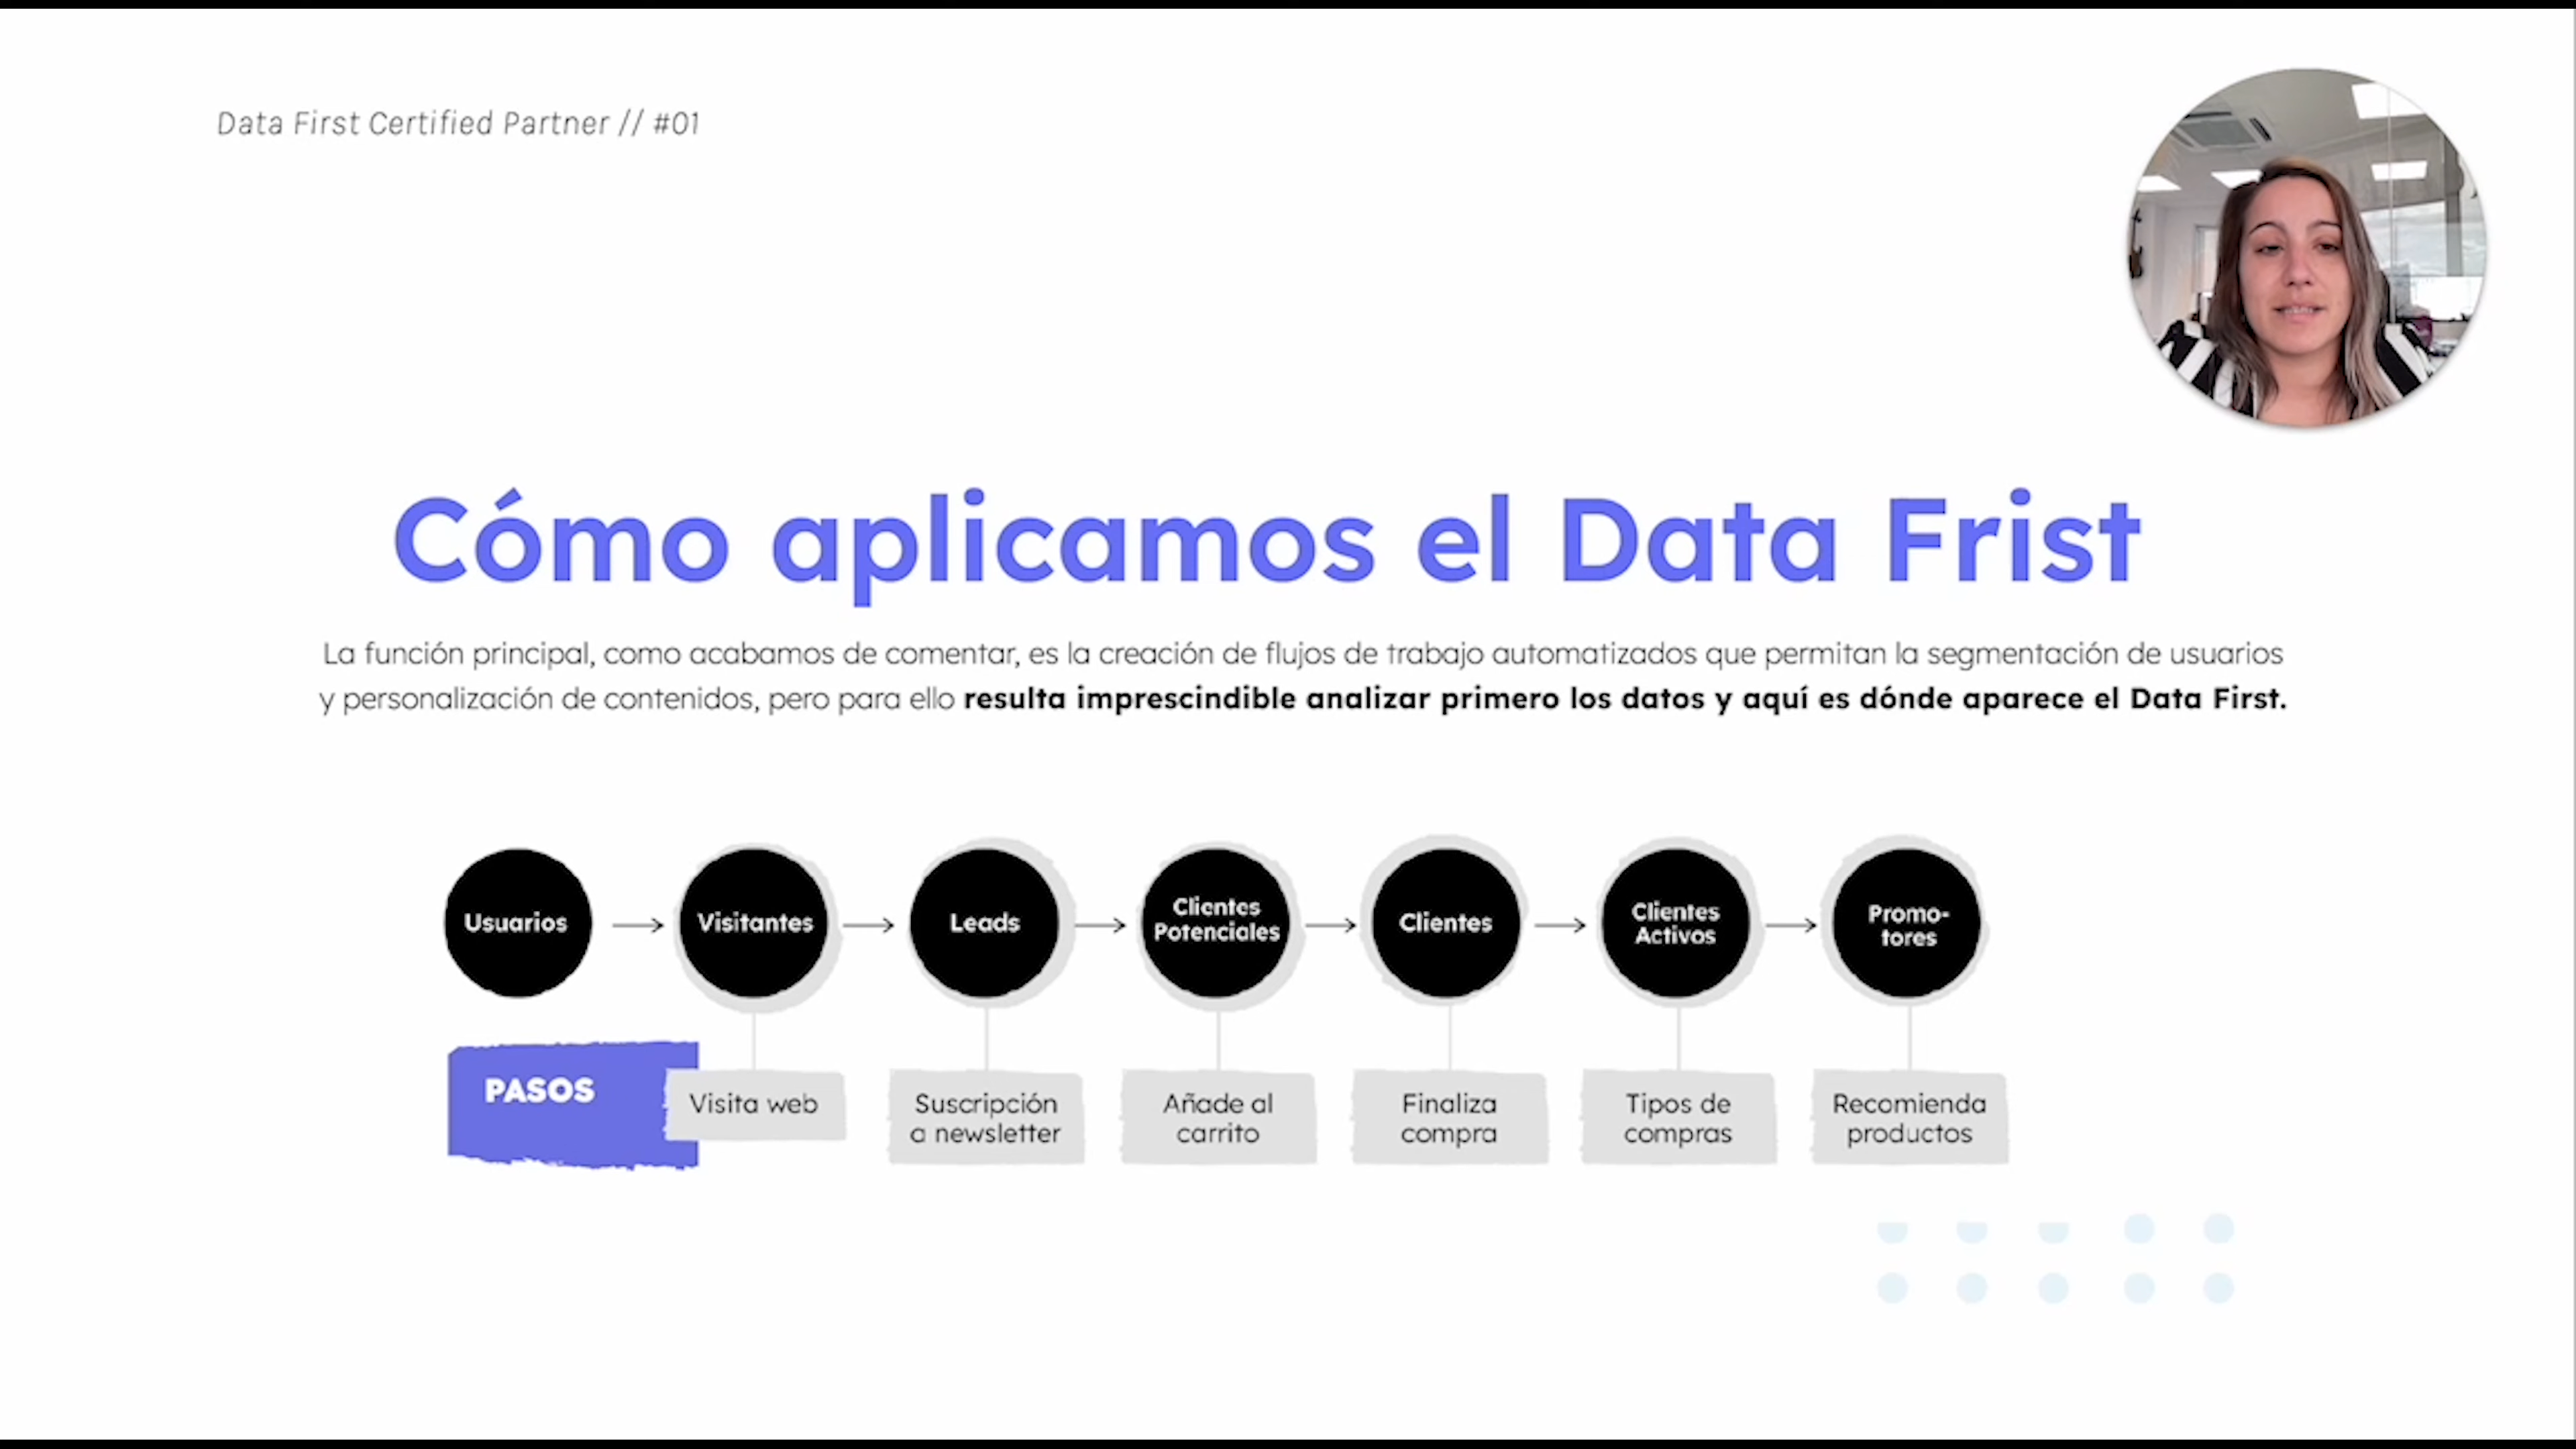 Data First Certified Partner // #01
Cómo aplicamos el Data Frist
La función principal, como acabamos de comentar, es la creación de flujos de trabajo automatizados que permitan la segmentación de usuarios
y personalización de contenidos, pero para ello resulta imprescindible analizar primero los datos y aquí es dónde aparece el Data First.
Usuarios
Visitantes
Leads
Clientes
Potenciales
Clientes
Clientes
Activos
Promo-
tores
PASOS
Visita web
Suscripción
a newsletter
Añade al
carrito
Finaliza
compra
Tipos de
compras
Recomienda
productos